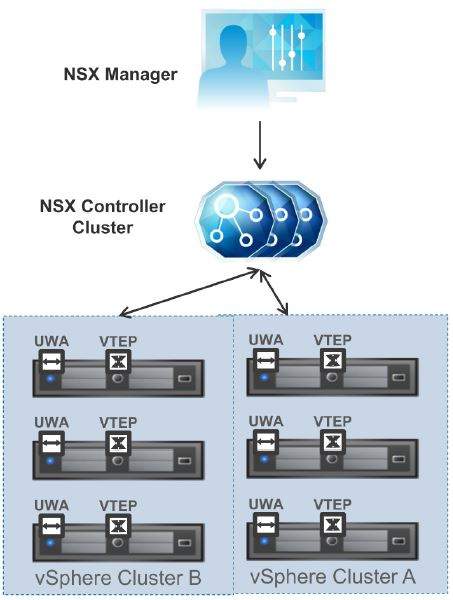 NSX Manager
NSX Controller
Cluster
UWA VTEP
UWA VTEP
UWA VTEP
vSphere Cluster B
UWA VTEP
UWA VTEP
UWA VTEP
vSphere Cluster A